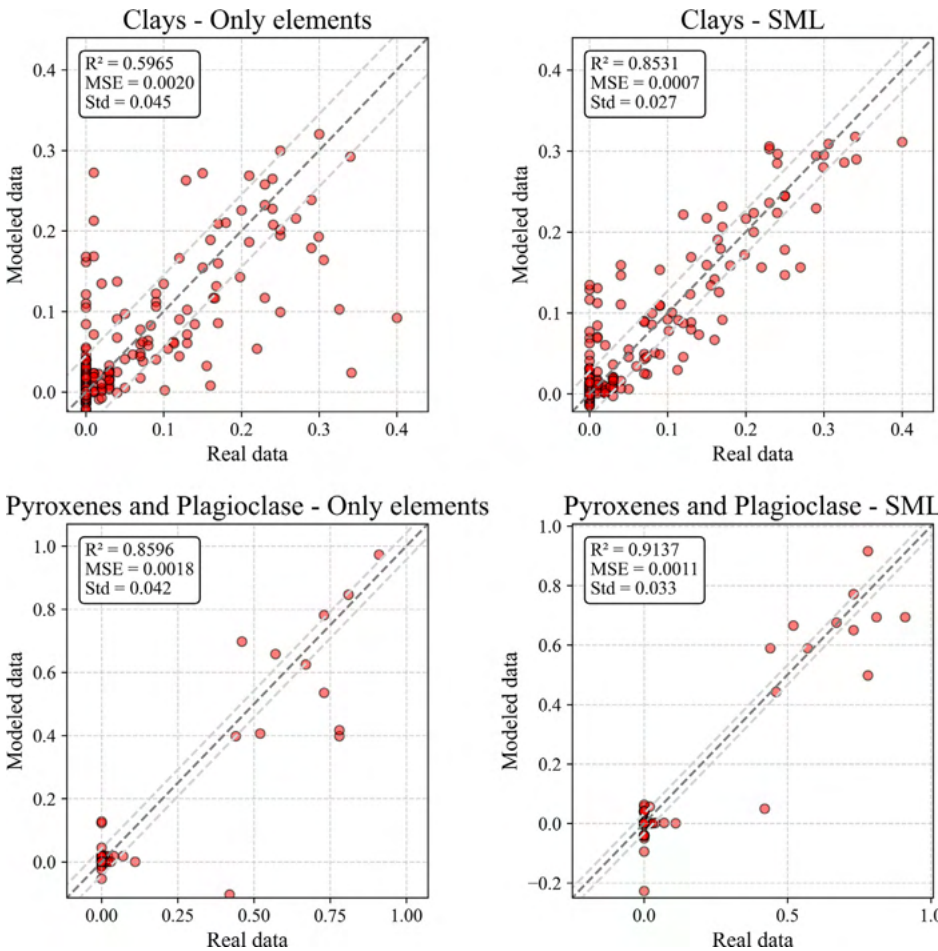 Clays - Only elements
R² = 0.5965
MSE = 0.0020
Std = 0.045
0.4
0.3
0.2
0.1
0.0
Modeled data
0.0 0.1 0.2 0.3 0.4
Real data
Clays - SML
R² = 0.8531
MSE = 0.0007
Std = 0.027
0.4
0.3
0.2
0.1
0.0
Modeled data
0.0 0.1 0.2 0.3 0.4
Real data
Pyroxenes and Plagioclase - Only elements
R² = 0.8596
MSE = 0.0018
Std = 0.042
1.0
0.8
0.6
0.4
0.2
0.0
Modeled data
0.00 0.25 0.50 0.75 1.00
Real data
Pyroxenes and Plagioclase - SML
R² = 0.9137
MSE = 0.0011
Std = 0.033
1.0
0.8
0.6
0.4
0.2
0.0
−0.2
Modeled data
0.0 0.5 1.0
Real data